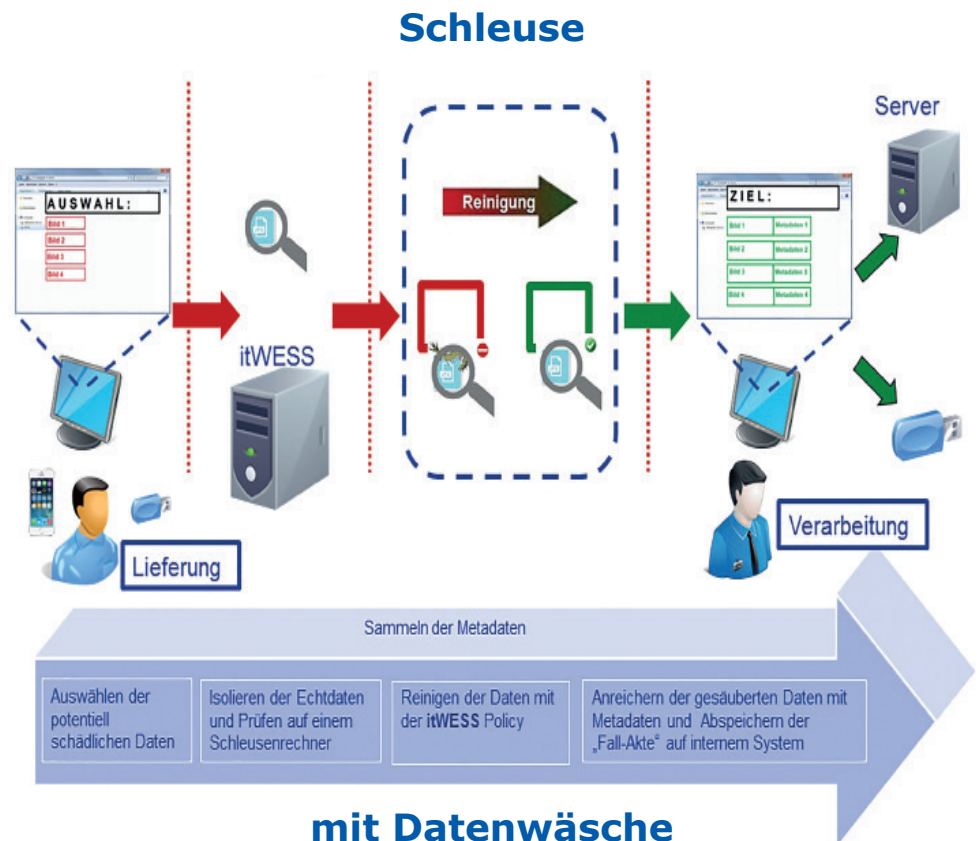 Schleuse
Server
AUSWAHL:
Bild 1
Bild 2
Bild 3
Bild 4
Reinigung
ZIEL:
Bild 1 Metadaten 1
Bild 2 Metadaten 2
Bild 3 Metadaten 3
Bild 4 Metadaten 4
itWESS
Lieferung
Verarbeitung
Sammeln der Metadaten
Auswählen der
potentiell
schädlichen Daten
Isolieren der Echtdaten
und Prüfen auf einem
Schleusenrechner
Reinigen der Daten mit
der itWESS Policy
Anreichern der gesäuberten Daten mit
Metadaten und Abspeichern der
„Fall-Akte“ auf internem System
mit Datenwäsche